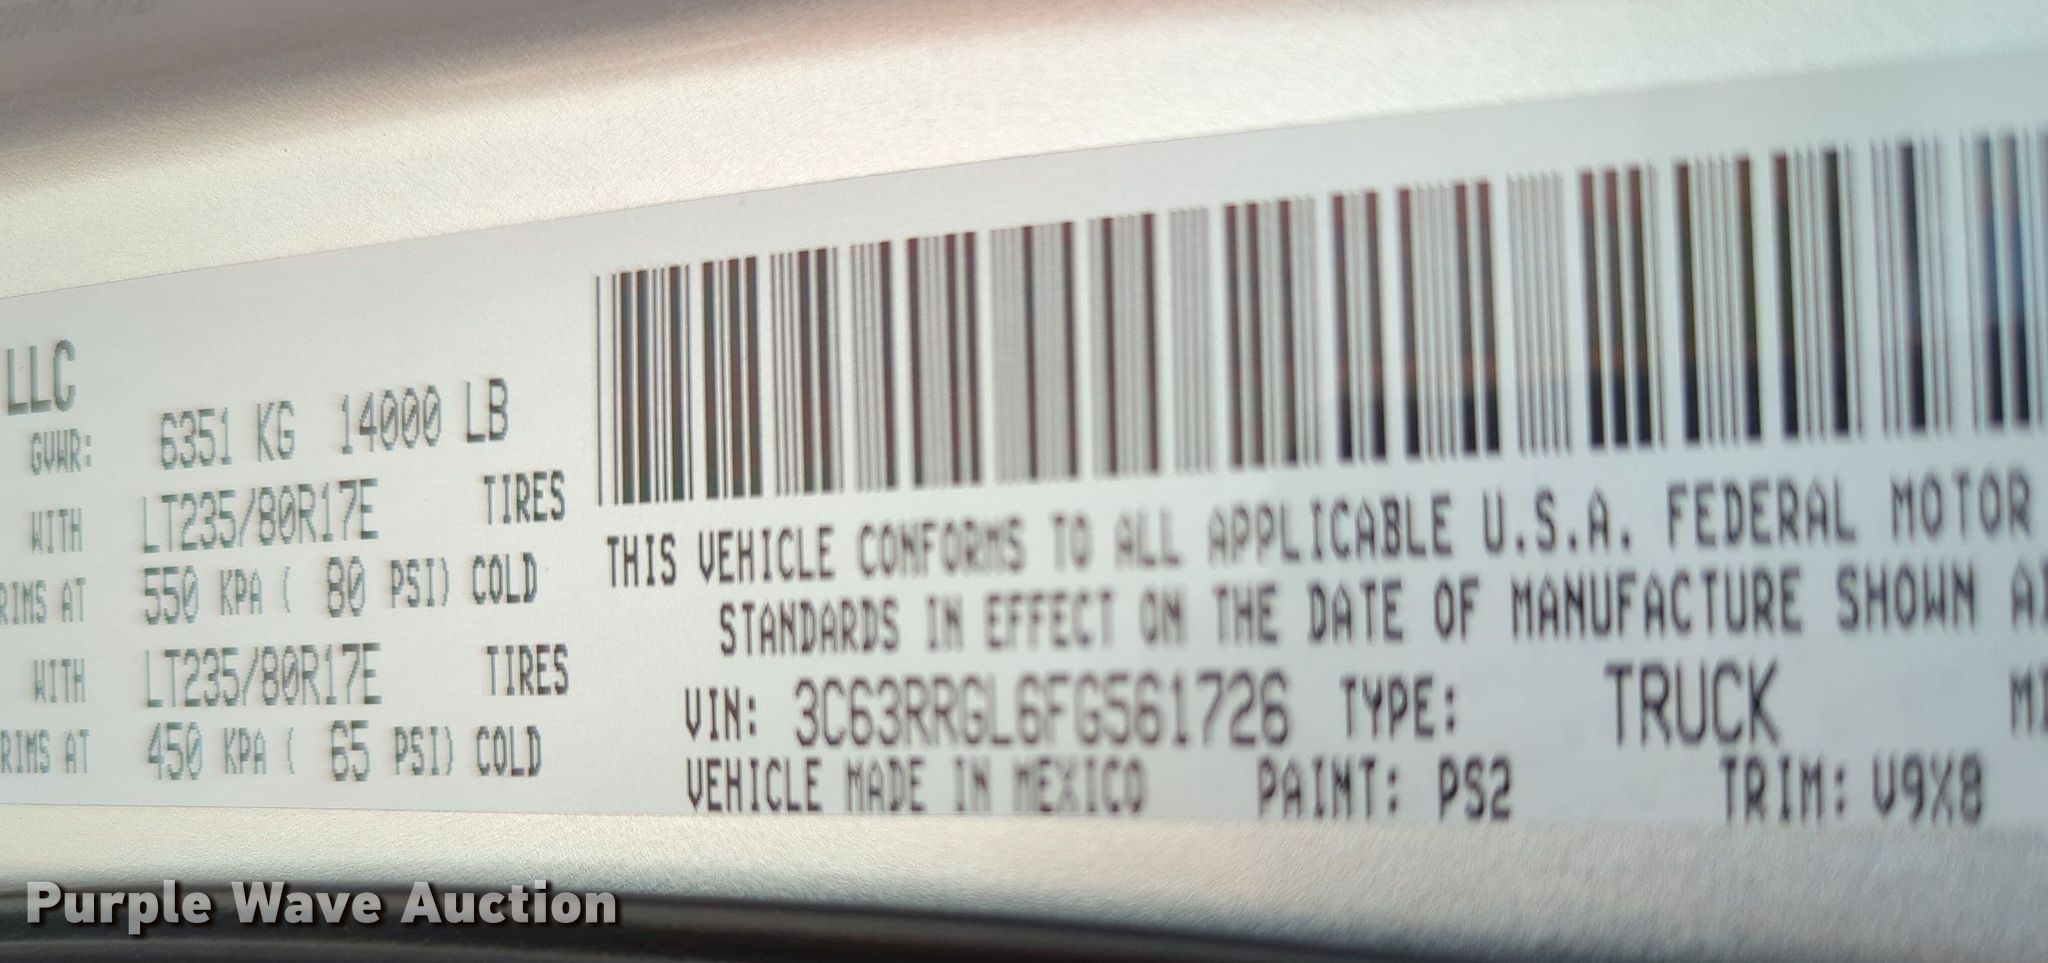 LLC
GVWR: 6351 KG 14000 LB
WITH LT235/80R17E TIRES
RIMS AT 550 KPA ( 80 PSI) COLD
WITH LT235/80R17E TIRES
RIMS AT 450 KPA ( 65 PSI) COLD
THIS VEHICLE CONFORMS TO ALL APPLICABLE U.S.A. FEDERAL MOTOR
STANDARDS IN EFFECT ON THE DATE OF MANUFACTURE SHOWN
VIN: 3C63RRGL6FG561726 TYPE: TRUCK
VEHICLE MADE IN MEXICO PAINT: PS2 TRIM: V9X8
Purple Wave Auction